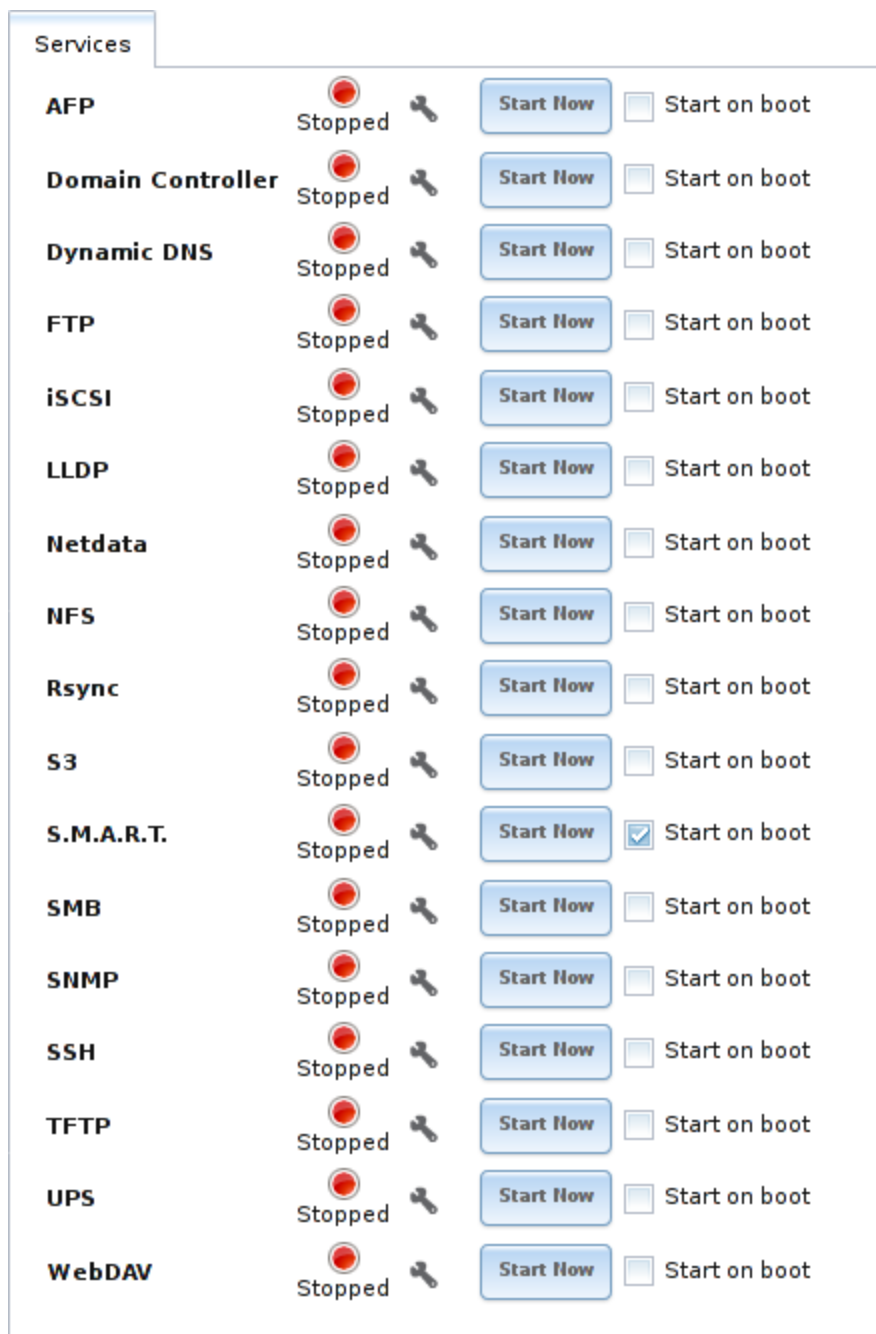 Services
AFP Stopped Start Now Start on boot
Domain Controller Stopped Start Now Start on boot
Dynamic DNS Stopped Start Now Start on boot
FTP Stopped Start Now Start on boot
iSCSI Stopped Start Now Start on boot
LLDP Stopped Start Now Start on boot
Netdata Stopped Start Now Start on boot
NFS Stopped Start Now Start on boot
Rsync Stopped Start Now Start on boot
S3 Stopped Start Now Start on boot
S.M.A.R.T. Stopped Start Now Start on boot
SMB Stopped Start Now Start on boot
SNMP Stopped Start Now Start on boot
SSH Stopped Start Now Start on boot
TFTP Stopped Start Now Start on boot
UPS Stopped Start Now Start on boot
WebDAV Stopped Start Now Start on boot